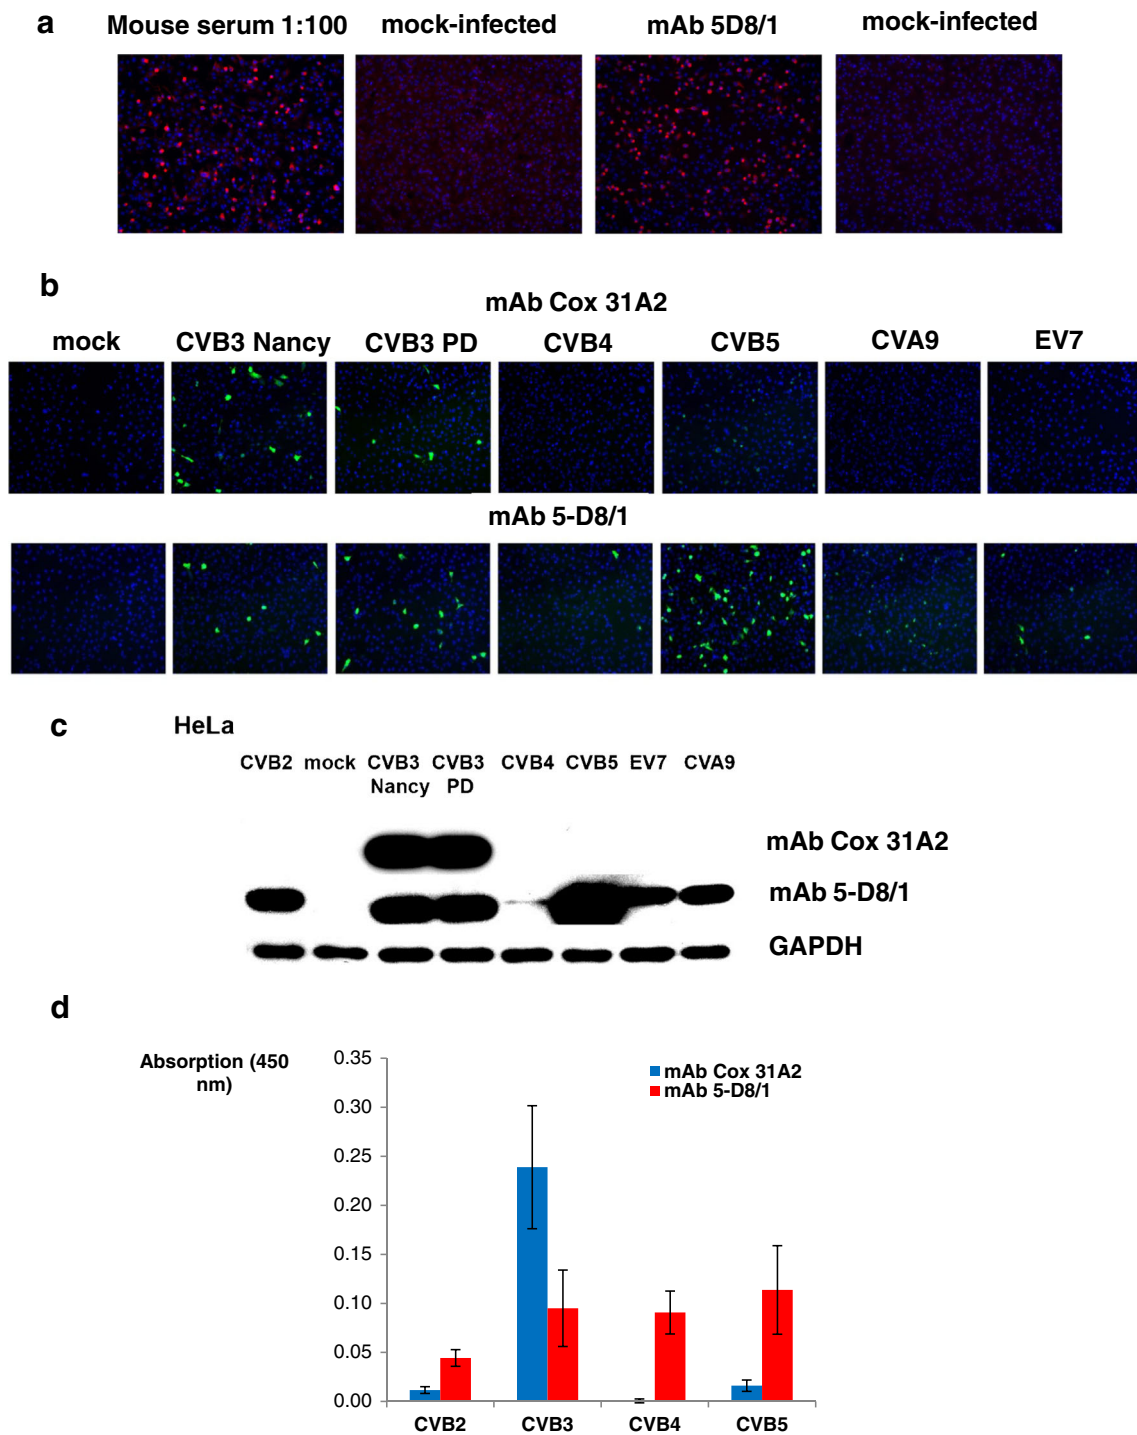 a
Mouse serum 1:100 mock-infected mAb 5D8/1 mock-infected
b
mAb Cox 31A2
mock CVB3 Nancy CVB3 PD CVB4 CVB5 CVA9 EV7
mAb 5-D8/1
c
HeLa
CVB2 mock CVB3 CVB3 CVB4 CVB5 EV7 CVA9
Nancy PD
mAb Cox 31A2
mAb 5-D8/1
GAPDH
d
Absorption (450
nm)
0.35
mAb Cox 31A2
mAb 5-D8/1
0.30
0.25
0.20
0.15
0.10
0.05
0.00
CVB2 CVB3 CVB4 CVB5